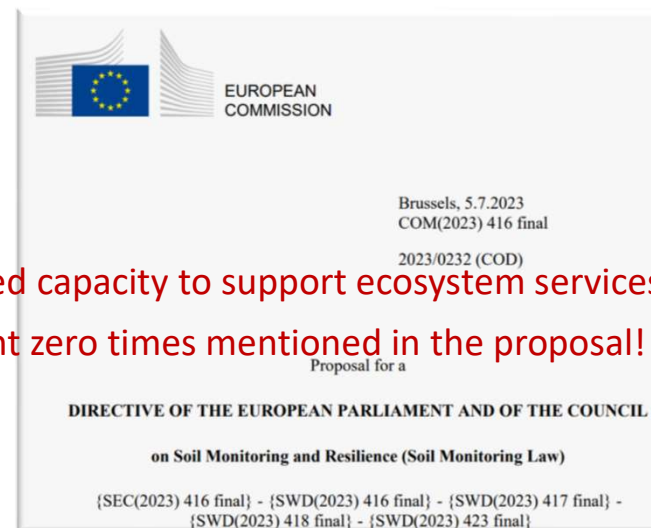 EUROPEAN
COMMISSION
Brussels, 5.7.2023
COM(2023) 416 final
2023/0232 (COD)
ed capacity to support ecosystem services
nt zero times mentioned in the proposal!
Proposal for a
DIRECTIVE OF THE EUROPEAN PARLIAMENT AND OF THE COUNCIL
on Soil Monitoring and Resilience (Soil Monitoring Law)
{SEC(2023) 416 final} - {SWD(2023) 416 final} - {SWD(2023) 417 final} -
{SWD(2023) 418 final} - {SWD(2023) 423 final}